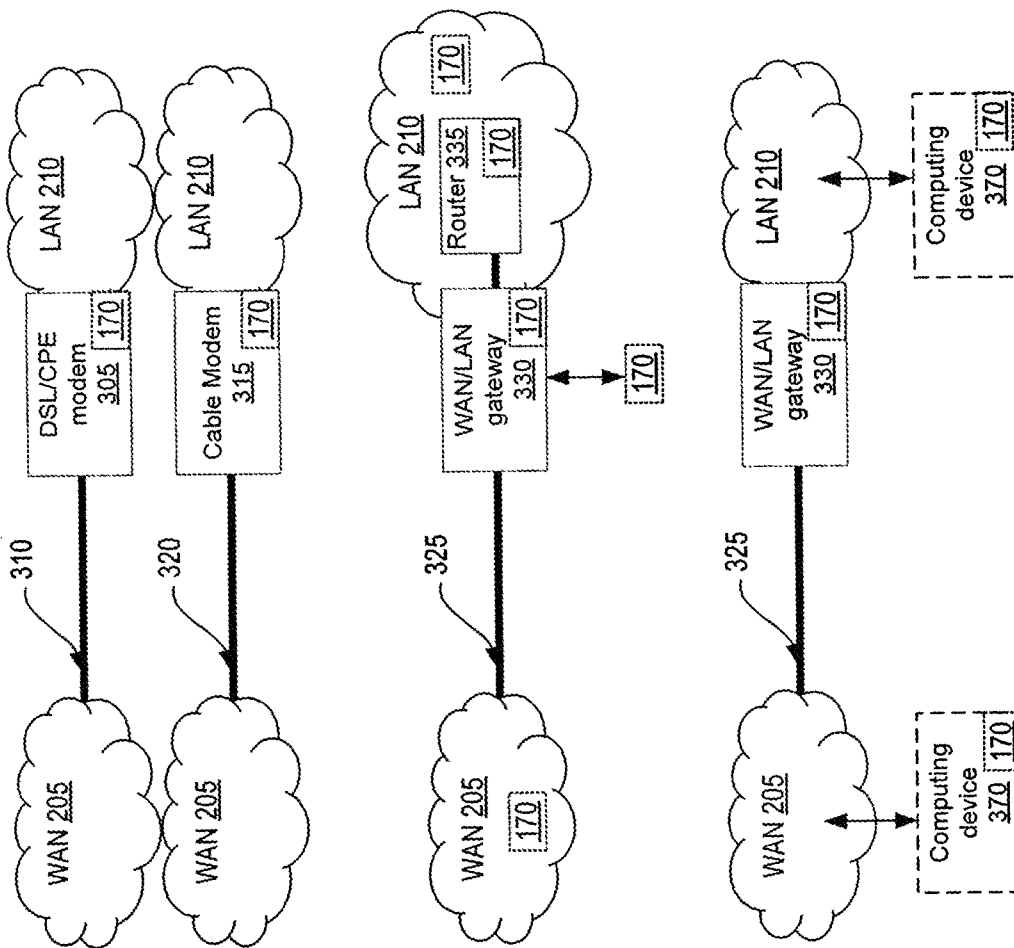 310
WAN 205
DSL/CPE
modem
305
170
LAN 210
320
WAN 205
Cable Modem
315
170
LAN 210
325
WAN 205
170
WAN/LAN
gateway
330
170
170
LAN 210
170
Router 335
170
325
WAN 205
WAN/LAN
gateway
330
170
LAN 210
Computing
device
370
170
Computing
device
370
170